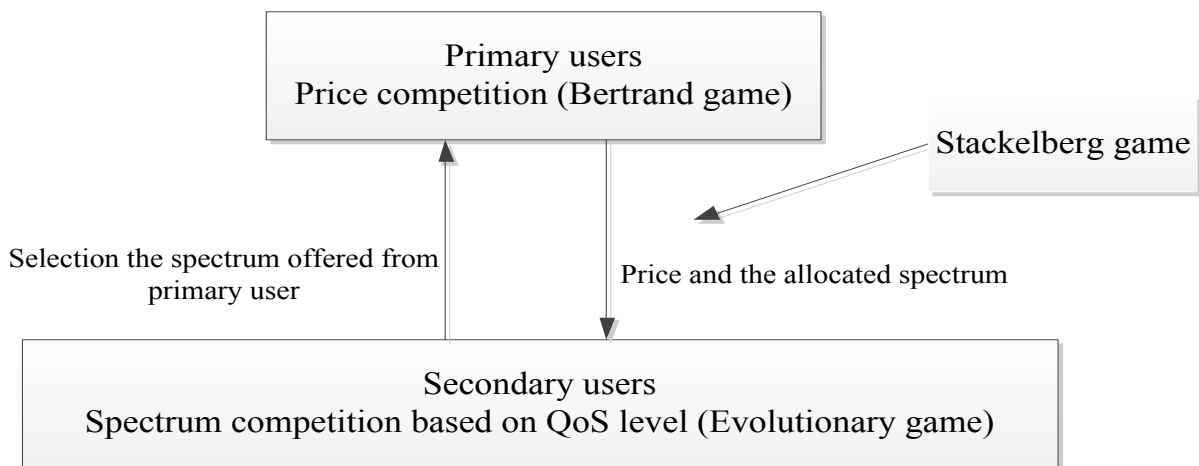 Primary users
Price competition (Bertrand game)
Stackelberg game
Selection the spectrum offered from
primary user
Price and the allocated spectrum
Secondary users
Spectrum competition based on QoS level (Evolutionary game)